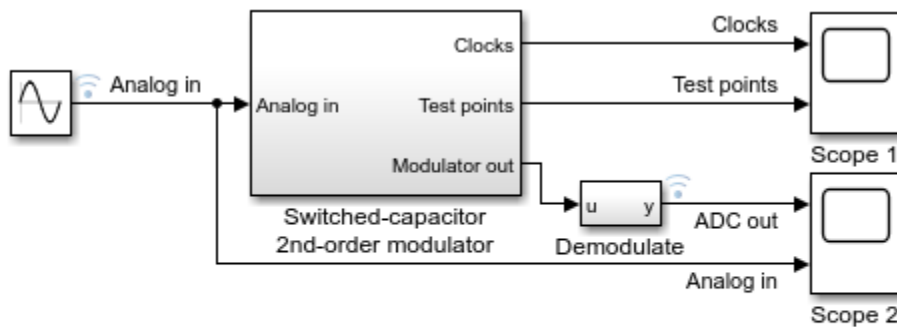 Clocks
Clocks
Analog in
Test points
Analog in
Test points
Modulator out
Scope 1
Switched-capacitor
2nd-order modulator
u
y
ADC out
Demodulate
Analog in
Scope 2